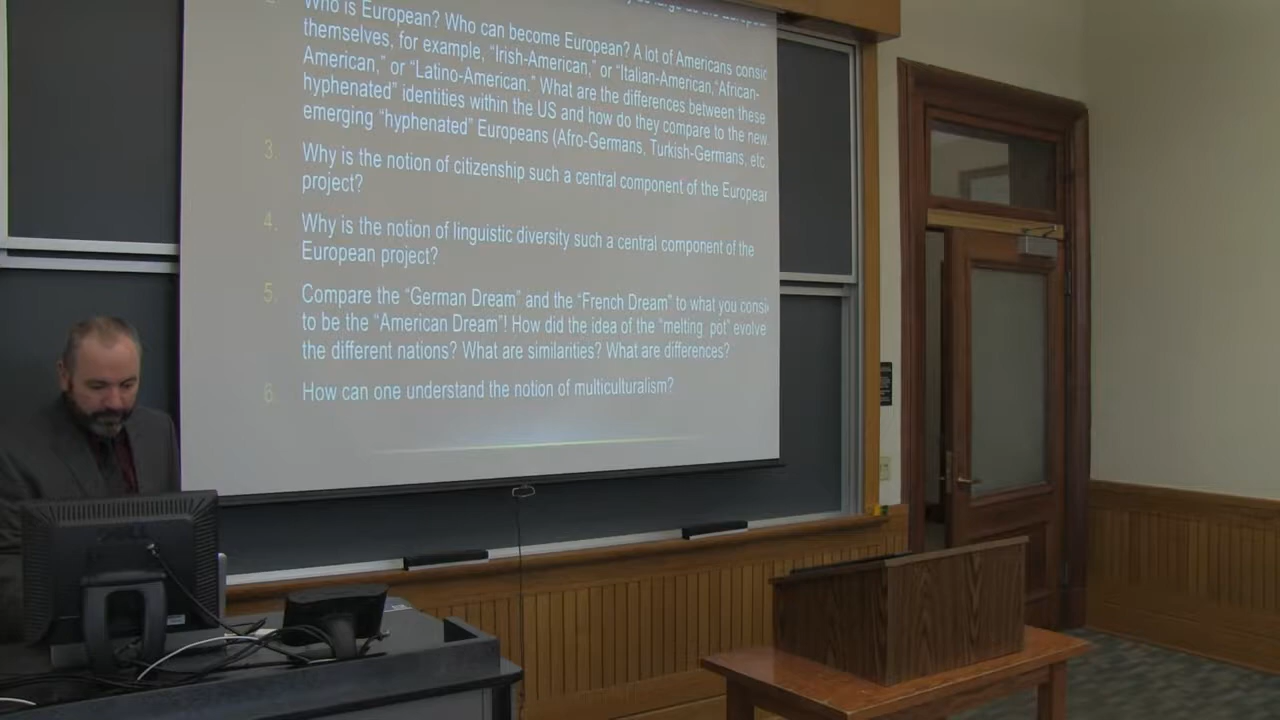 Who is European? Who can become European? A lot of Americans consic
themselves, for example, “Irish-American,” or “Italian-American,“African-
American,” or “Latino-American.” What are the differences between these
hyphenated” identities within the US and how do they compare to the new
emerging “hyphenated” Europeans (Afro-Germans, Turkish-Germans, etc
3. Why is the notion of citizenship such a central component of the European
project?
4. Why is the notion of linguistic diversity such a central component of the
European project?
5. Compare the “German Dream” and the “French Dream” to what you consi
to be the “American Dream”! How did the idea of the “melting pot” evolve
the different nations? What are similarities? What are differences?
6. How can one understand the notion of multiculturalism?
DELL